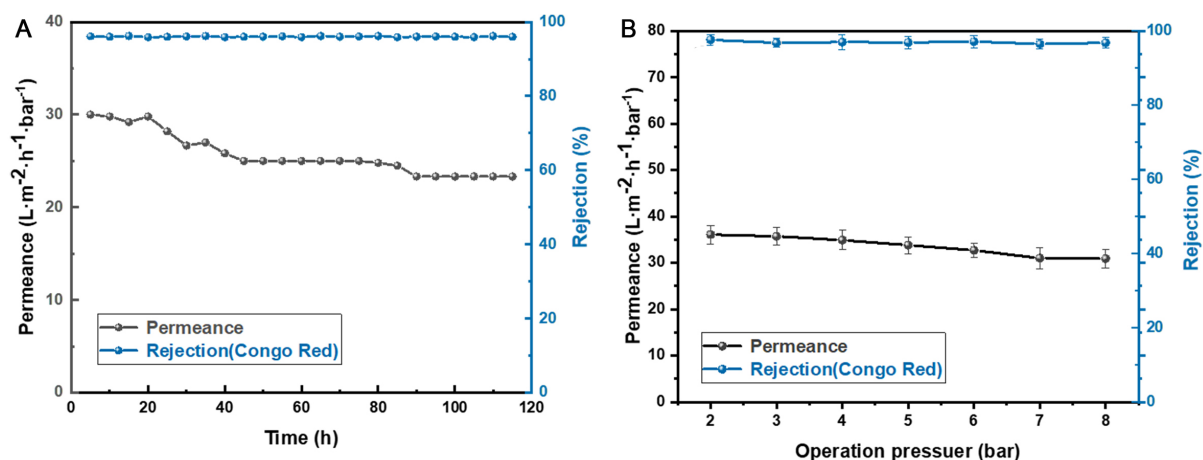 A
Permeance (L·m⁻²·h⁻¹·bar⁻¹)
40
30
20
10
0
Permeance
Rejection(Congo Red)
0 20 40 60 80 100 120
Time (h)
100
80
60
40
20
0
Rejection (%)
B
Permeance (L·m⁻²·h⁻¹·bar⁻¹)
80
70
60
50
40
30
20
10
0
Permeance
Rejection(Congo Red)
2 3 4 5 6 7 8
Operation pressuer (bar)
100
80
60
40
20
0
Rejection (%)